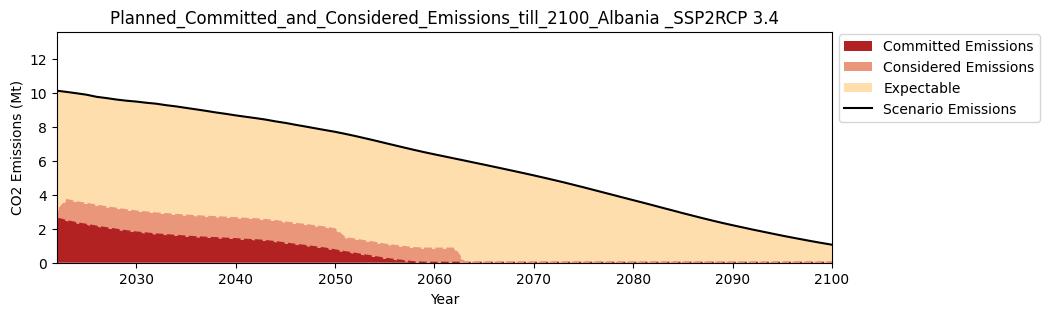 Planned_Committed_and_Considered_Emissions_till_2100_Albania _SSP2RCP 3.4
Committed Emissions
Considered Emissions
Expectable
Scenario Emissions
CO2 Emissions (Mt)
12
10
8
6
4
2
0
2030 2040 2050 2060 2070 2080 2090 2100
Year